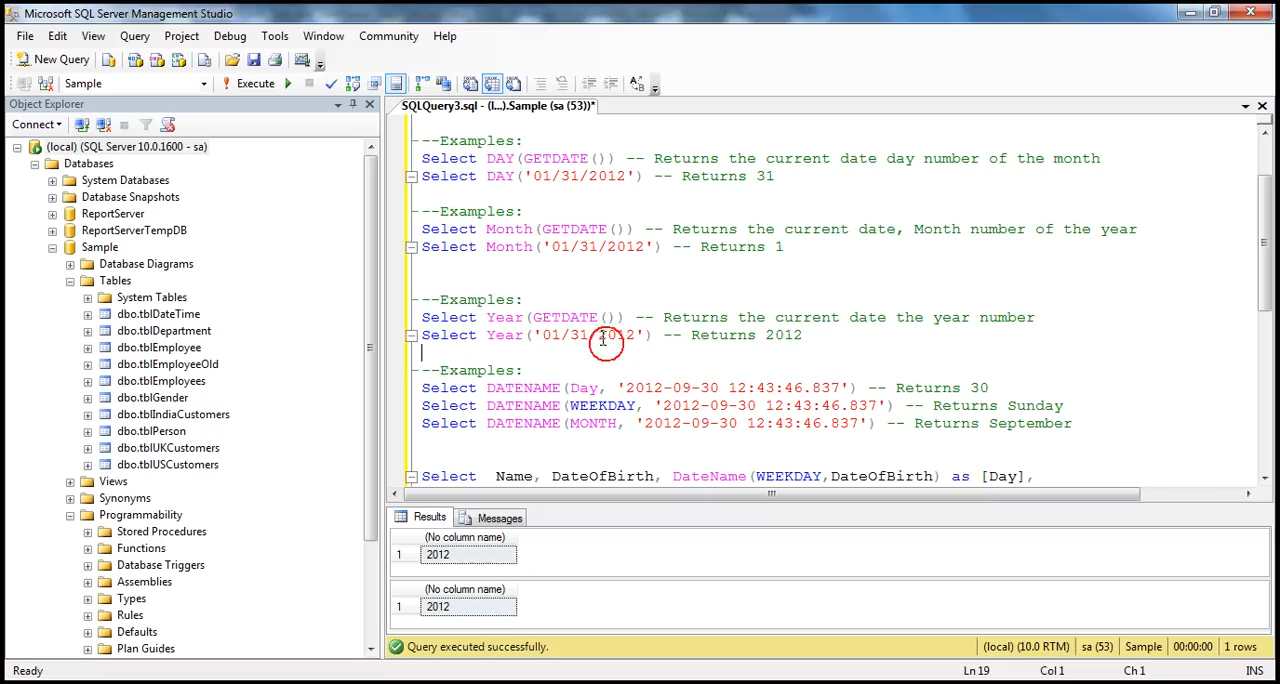 Microsoft SQL Server Management Studio
File Edit View Query Project Debug Tools Window Community Help
New Query
Sample Execute
Object Explorer
Connect
(local) (SQL Server 10.0.1600 - sa)
Databases
System Databases
Database Snapshots
ReportServer
ReportServerTempDB
Sample
Database Diagrams
Tables
System Tables
dbo.tblDateTime
dbo.tblDepartment
dbo.tblEmployee
dbo.tblEmployeeOld
dbo.tblEmployees
dbo.tblGender
dbo.tblIndiaCustomers
dbo.tblPerson
dbo.tblUKCustomers
dbo.tblUSCustomers
Views
Synonyms
Programmability
Stored Procedures
Functions
Database Triggers
Assemblies
Types
Rules
Defaults
Plan Guides
SQLQuery3.sql - (l...).Sample (sa (53))*
---Examples:
Select DAY(GETDATE()) -- Returns the current date day number of the month
Select DAY('01/31/2012') -- Returns 31
--Examples:
Select Month(GETDATE()) -- Returns the current date, Month number of the year
Select Month('01/31/2012') -- Returns 1
--Examples:
Select Year(GETDATE()) -- Returns the current date the year number
Select Year('01/31/2012') -- Returns 2012
--Examples:
Select DATENAME(Day, '2012-09-30 12:43:46.837') -- Returns 30
Select DATENAME(WEEKDAY, '2012-09-30 12:43:46.837') -- Returns Sunday
Select DATENAME(MONTH, '2012-09-30 12:43:46.837') -- Returns September
Select Name, DateOfBirth, DateName(WEEKDAY,DateOfBirth) as [Day],
Results Messages
(No column name)
1 2012
(No column name)
1 2012
Query executed successfully. (local) (10.0 RTM) sa (53) Sample 00:00:00 1 rows
Ready Ln 19 Col 1 Ch 1 INS